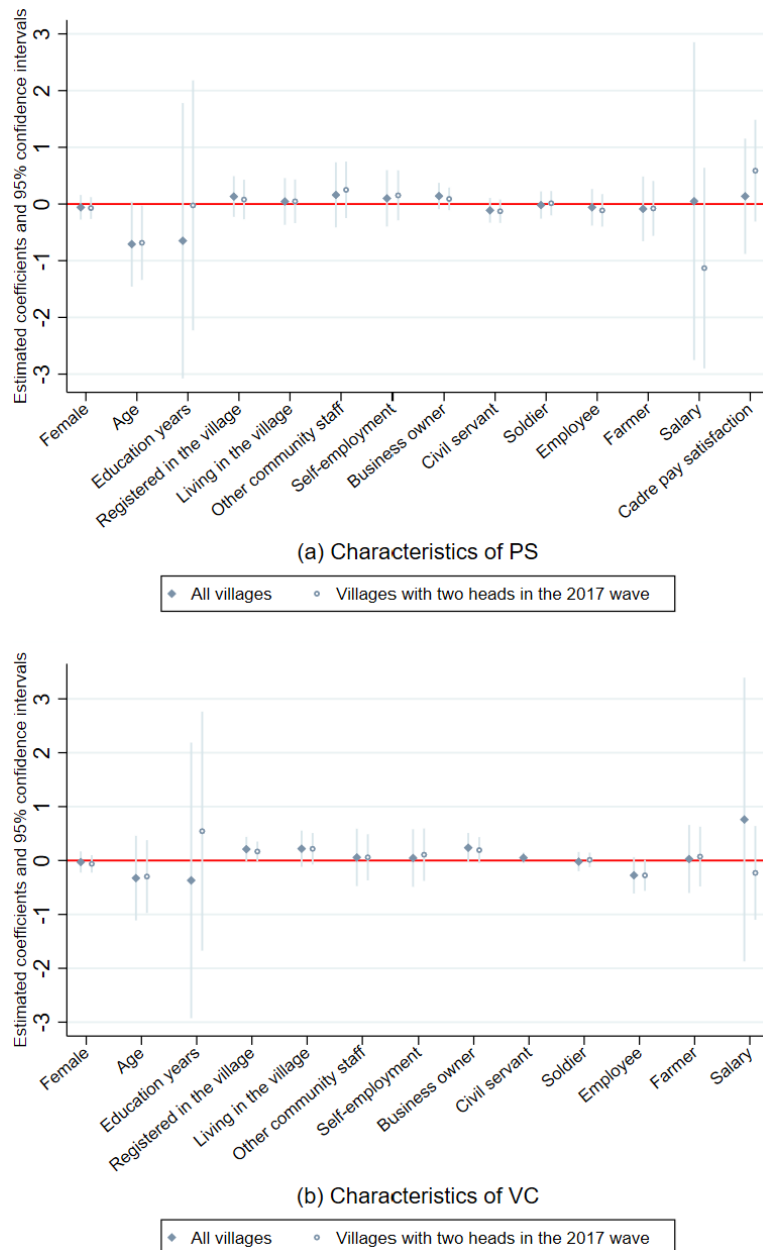 Estimated coefficients and 95% confidence intervals
3
2
1
0
-1
-2
-3
Female
Age
Education years
Registered in the village
Living in the village
Other community staff
Self-employment
Business owner
Civil servant
Soldier
Employee
Farmer
Salary
Cadre pay satisfaction
(a) Characteristics of PS
All villages Villages with two heads in the 2017 wave
Estimated coefficients and 95% confidence intervals
3
2
1
0
-1
-2
-3
Female
Age
Education years
Registered in the village
Living in the village
Other community staff
Self-employment
Business owner
Civil servant
Soldier
Employee
Farmer
Salary
(b) Characteristics of VC
All villages Villages with two heads in the 2017 wave